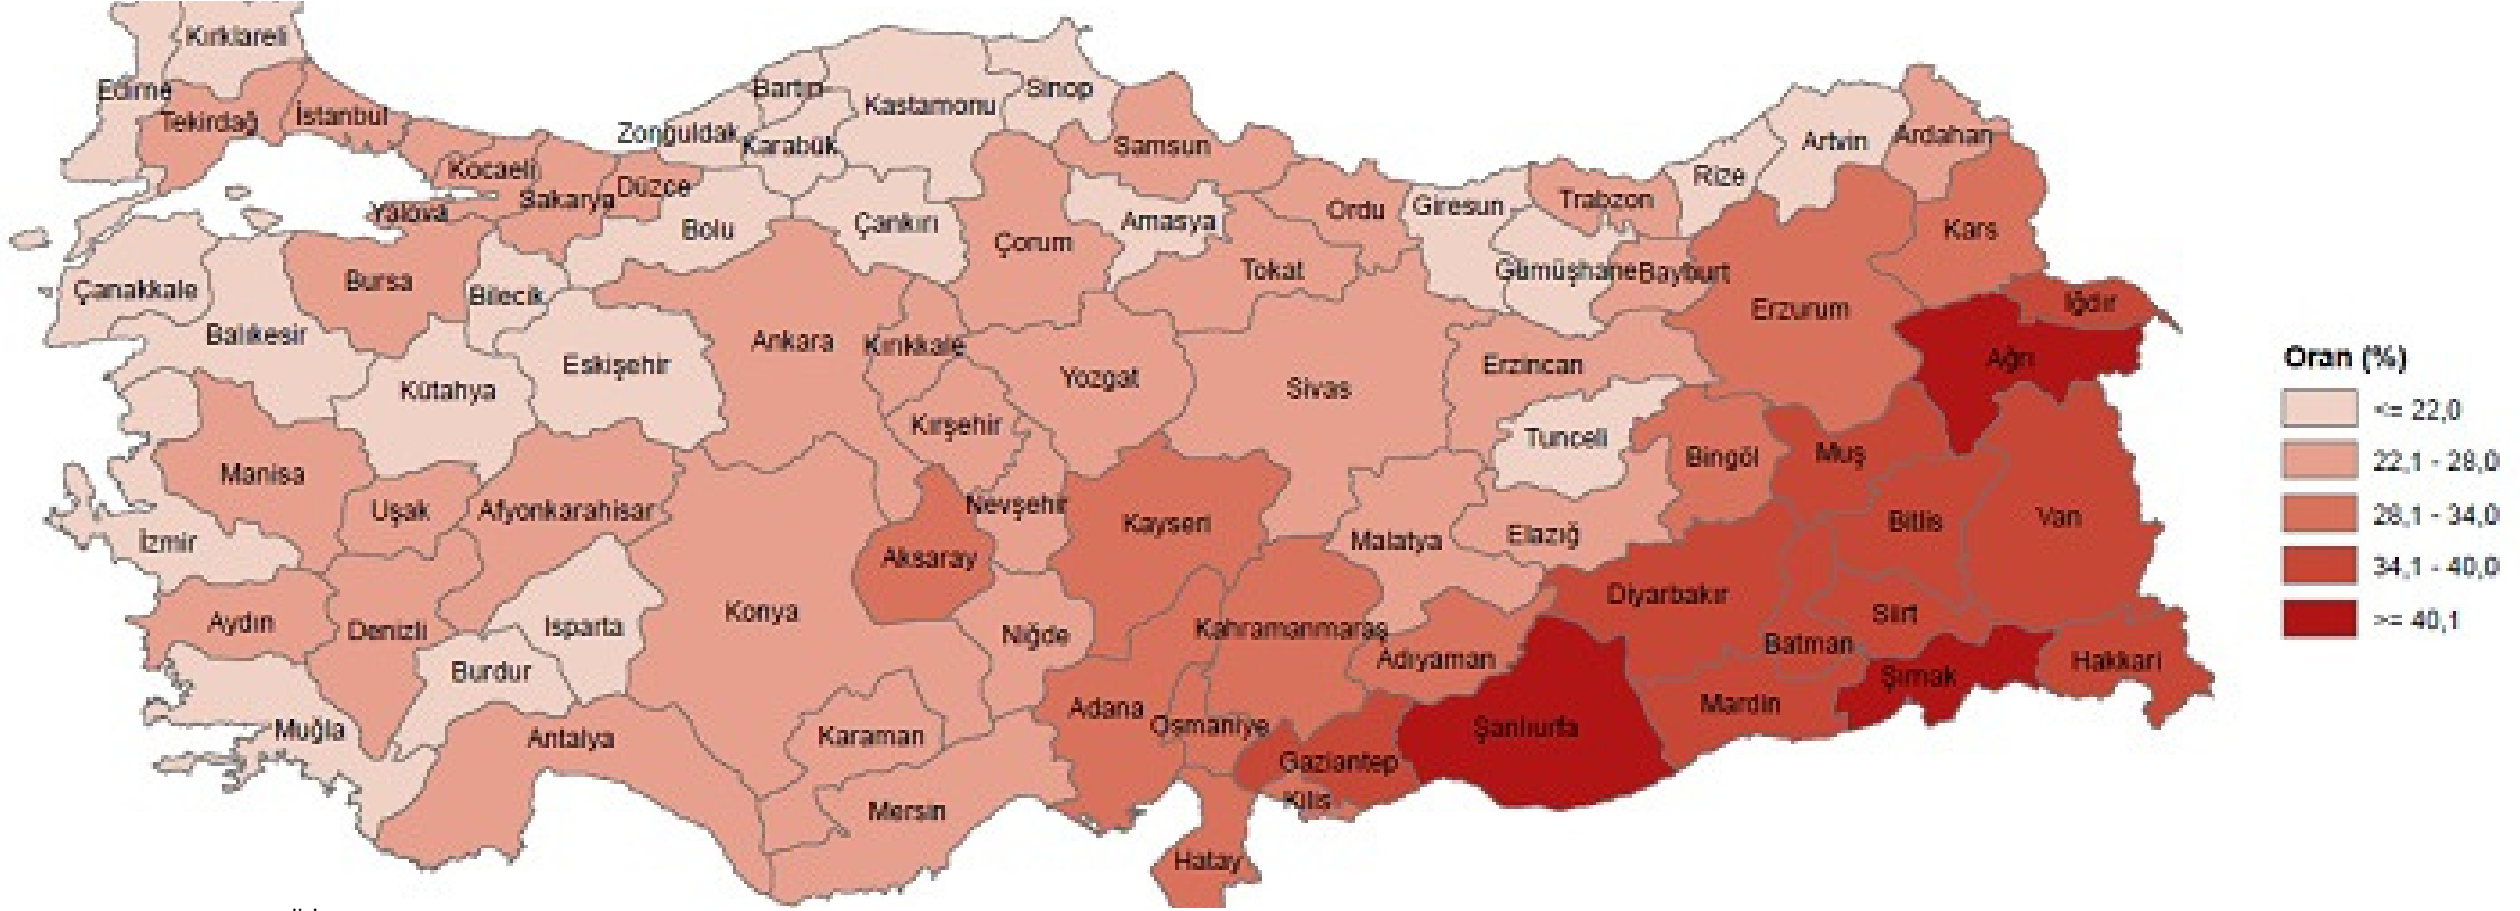 Kırklareli
Edirne
Tekirdağ
İstanbul
Kocaeli
Yalova
Sakarya
Düzce
Zonguldak
Bartın
Karabük
Kastamonu
Sinop
Samsun
Bolu
Çankırı
Çorum
Amasya
Tokat
Ordu
Giresun
Trabzon
Rize
Artvin
Ardahan
Kars
Gümüşhane
Bayburt
Erzurum
Iğdır
Ağrı
Çanakkale
Balıkesir
Bursa
Bilecik
Kütahya
Eskişehir
Ankara
Kırıkkale
Kırşehir
Yozgat
Sivas
Erzincan
Tunceli
Bingöl
Muş
Bitlis
Van
Manisa
Uşak
Afyonkarahisar
İzmir
Aydın
Denizli
Isparta
Burdur
Muğla
Antalya
Konya
Aksaray
Nevşehir
Niğde
Kayseri
Malatya
Elazığ
Diyarbakır
Batman
Siirt
Şırnak
Hakkari
Mardin
Şanlıurfa
Adıyaman
Kahramanmaraş
Adana
Osmaniye
Gaziantep
Kilis
Hatay
Karaman
Mersin
Oran (%)
<= 22,0
22,1 - 28,0
28,1 - 34,0
34,1 - 40,0
>= 40,1